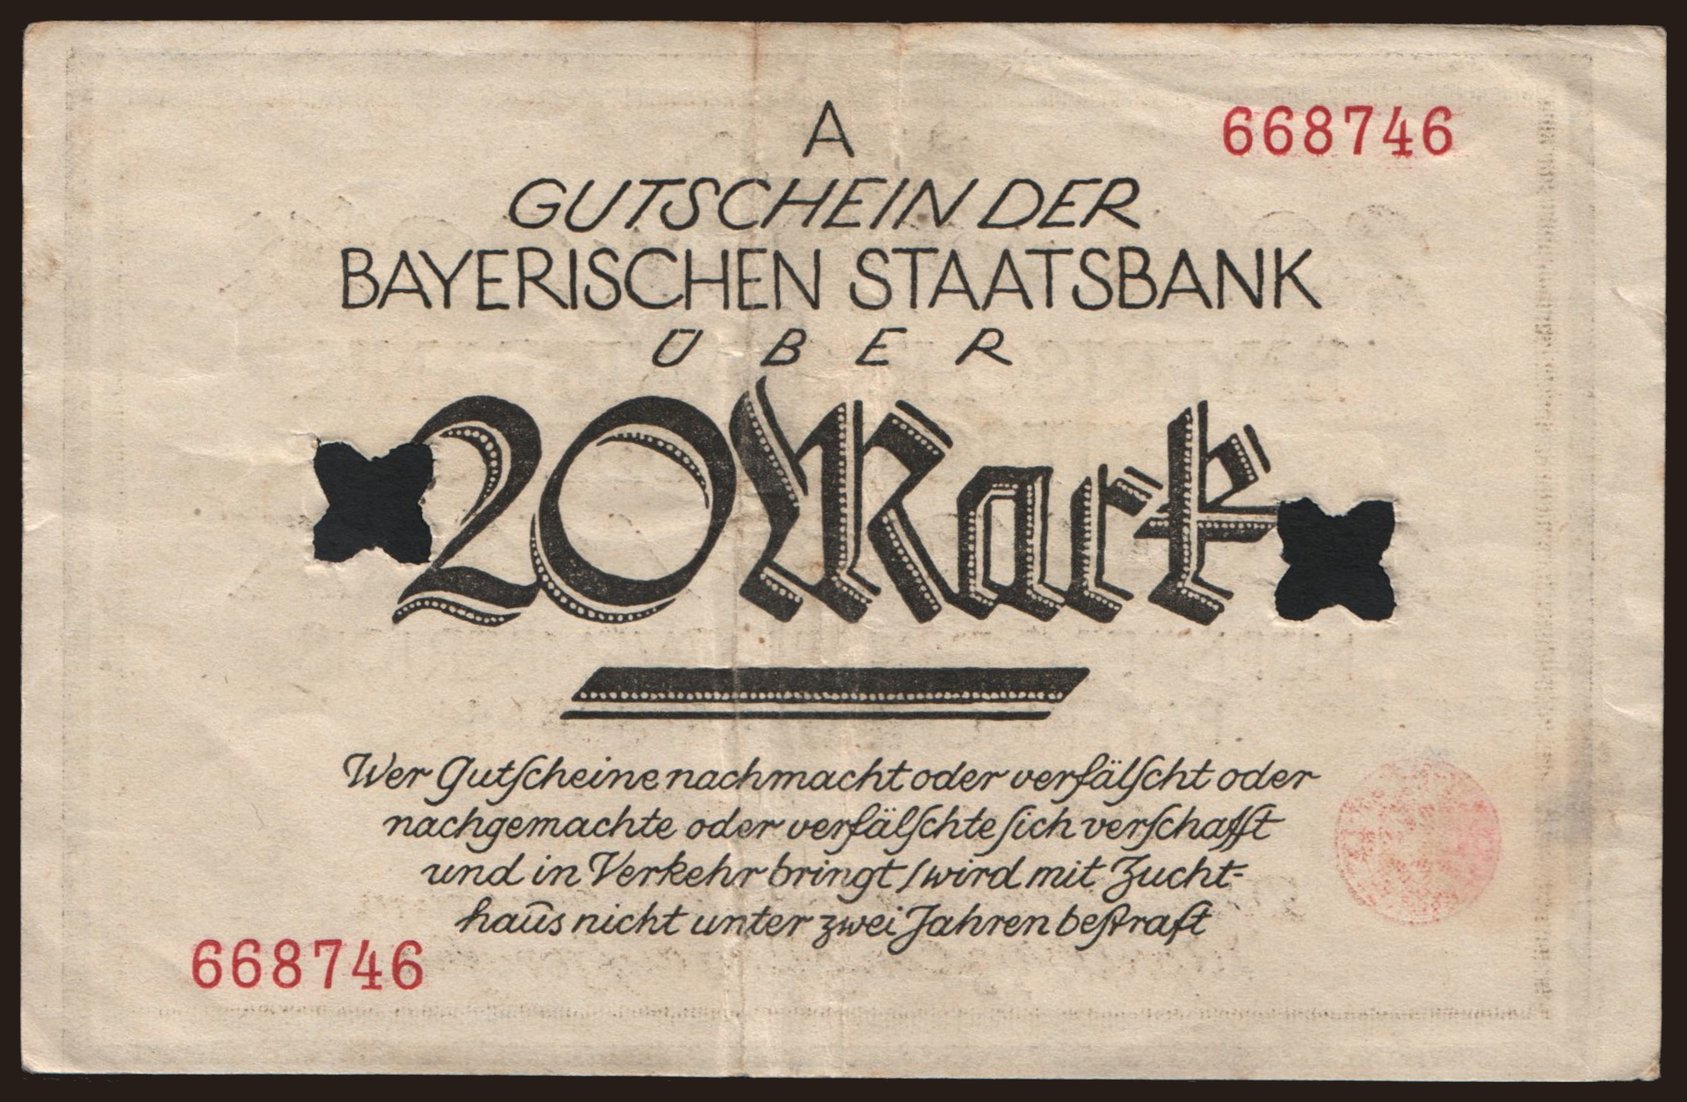 A
668746
GUTSCHEIN DER
BAYERISCHEN STAATSBANK
ÜBER
20 Mark
Wer Gutſcheine nachmacht oder verfälſcht oder
nachgemachte oder verfälſchte ſich verſchafft
und in Verkehr bringt / wird mit Zucht-
haūs nicht unter zwei Jahren beſtraft
668746